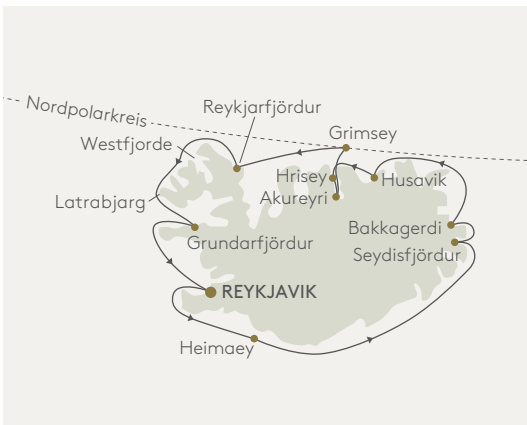 Nordpolarkreis
Reykjarfjördur
Grimsey
Westfjorde
Hrisey
Husavik
Akureyri
Latrabjarg
Bakkagerdi
Grundarfjördur
Seydisfjördur
REYKJAVIK
Heimaey